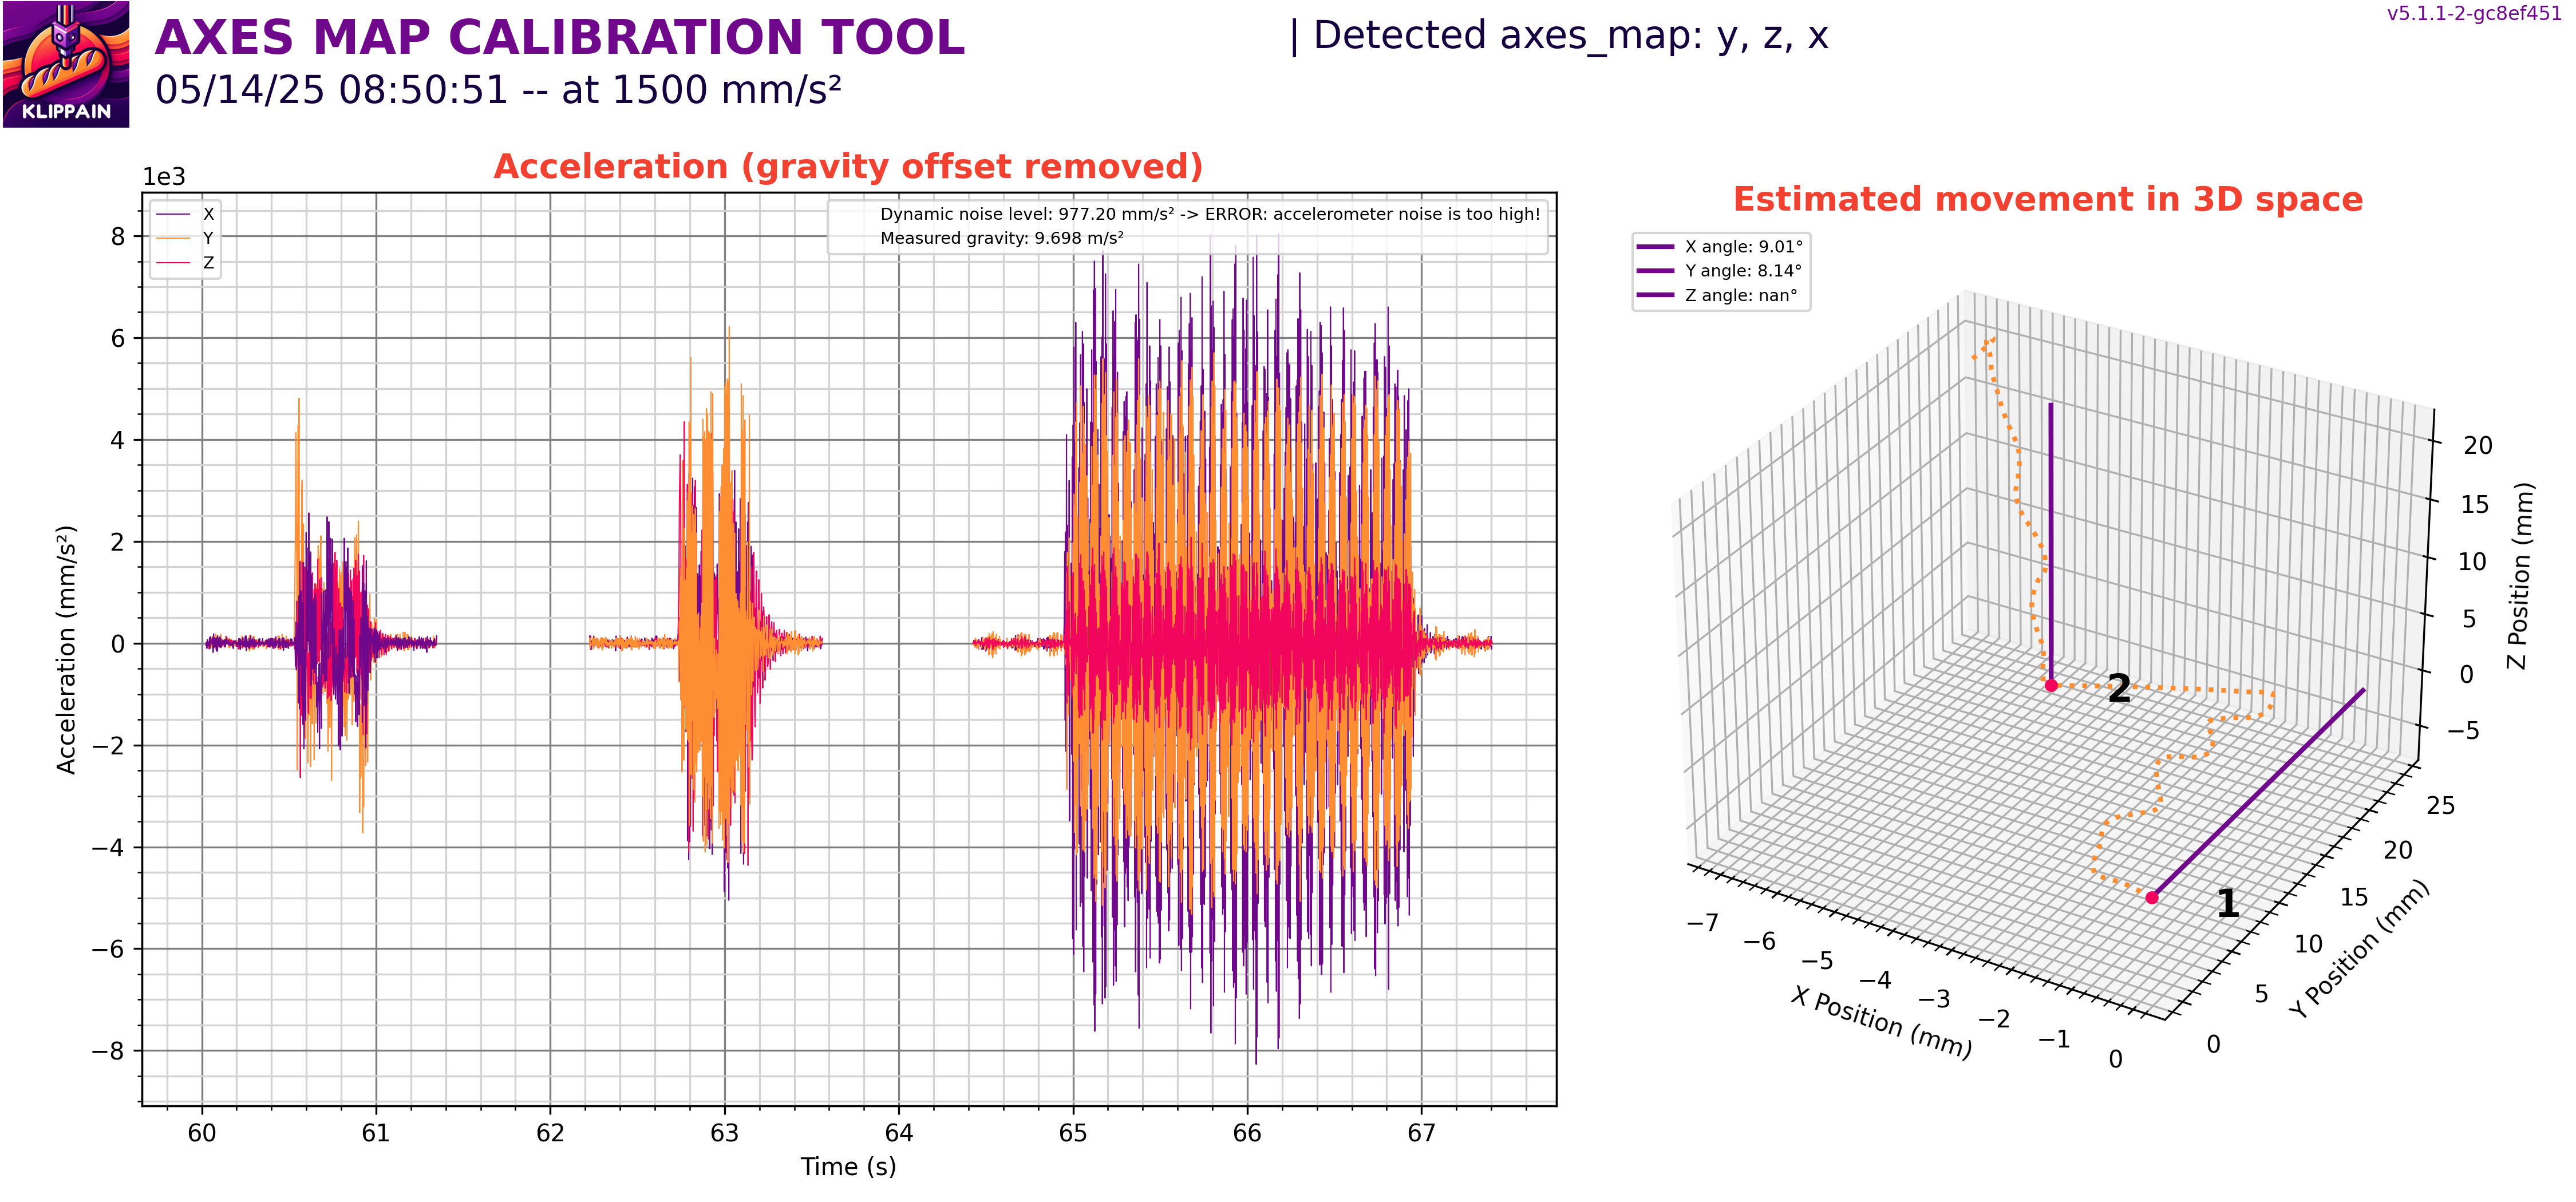 AXES MAP CALIBRATION TOOL
05/14/25 08:50:51 -- at 1500 mm/s²
| Detected axes_map: y, z, x
v5.1.1-2-gc8ef451
KLIPPAIN
Acceleration (gravity offset removed)
1e3
X
Y
Z
Dynamic noise level: 977.20 mm/s² -> ERROR: accelerometer noise is too high!
Measured gravity: 9.698 m/s²
8
6
4
2
0
−2
−4
−6
−8
Acceleration (mm/s²)
60 61 62 63 64 65 66 67
Time (s)
Estimated movement in 3D space
X angle: 9.01°
Y angle: 8.14°
Z angle: nan°
2
1
20
15
10
5
0
−5
Z Position (mm)
25
20
15
10
5
0
Y Position (mm)
−7
−6
−5
−4
−3
−2
−1
0
X Position (mm)